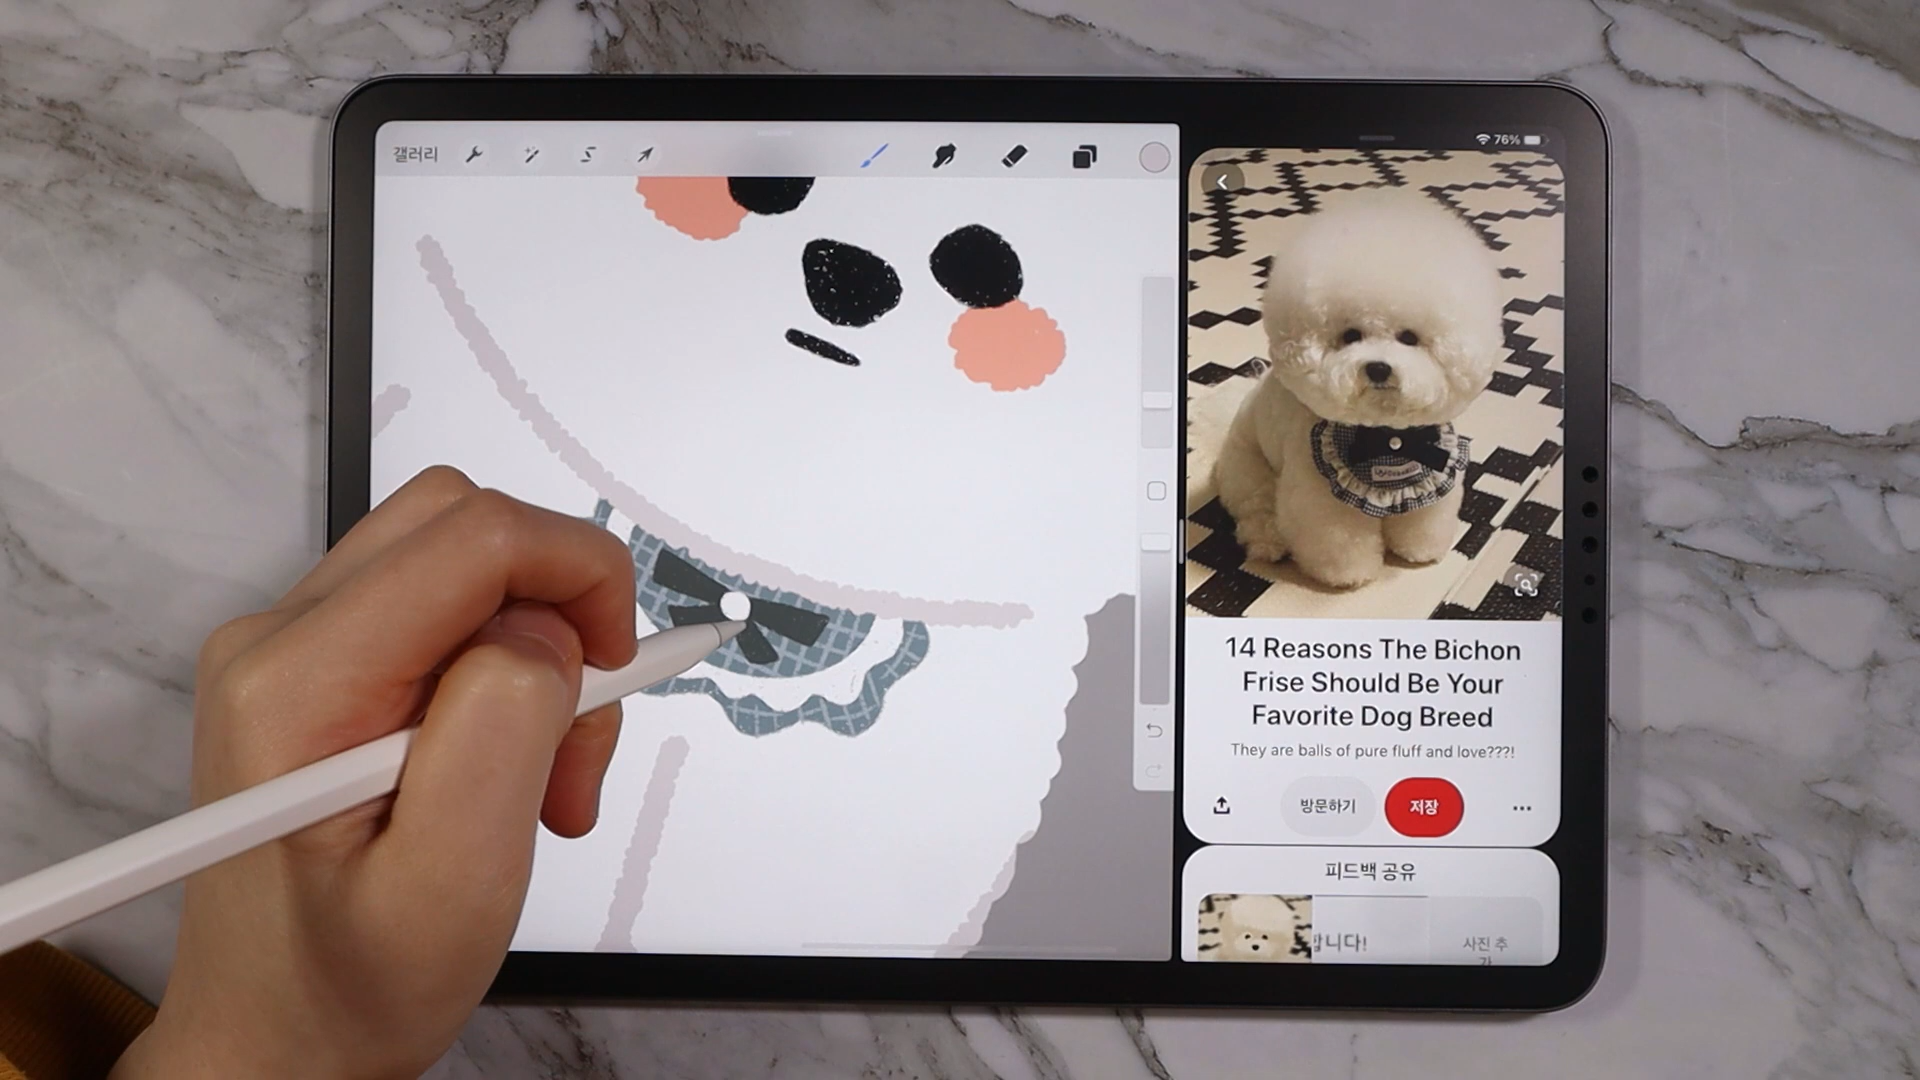 갤러리
76%
14 Reasons The Bichon
Frise Should Be Your
Favorite Dog Breed
They are balls of pure fluff and love???!
방문하기
저장
피드백 공유
합니다!
사진 추
가